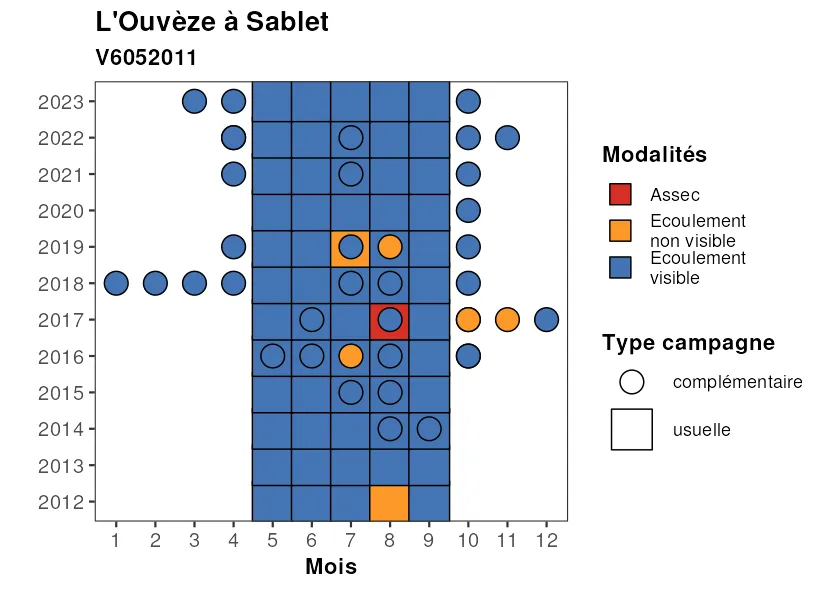 L'Ouvèze à Sablet
V6052011
2023
2022
2021
2020
2019
2018
2017
2016
2015
2014
2013
2012
1 2 3 4 5 6 7 8 9 10 11 12
Mois
Modalités
Assec
Ecoulement
non visible
Ecoulement
visible
Type campagne
complémentaire
usuelle